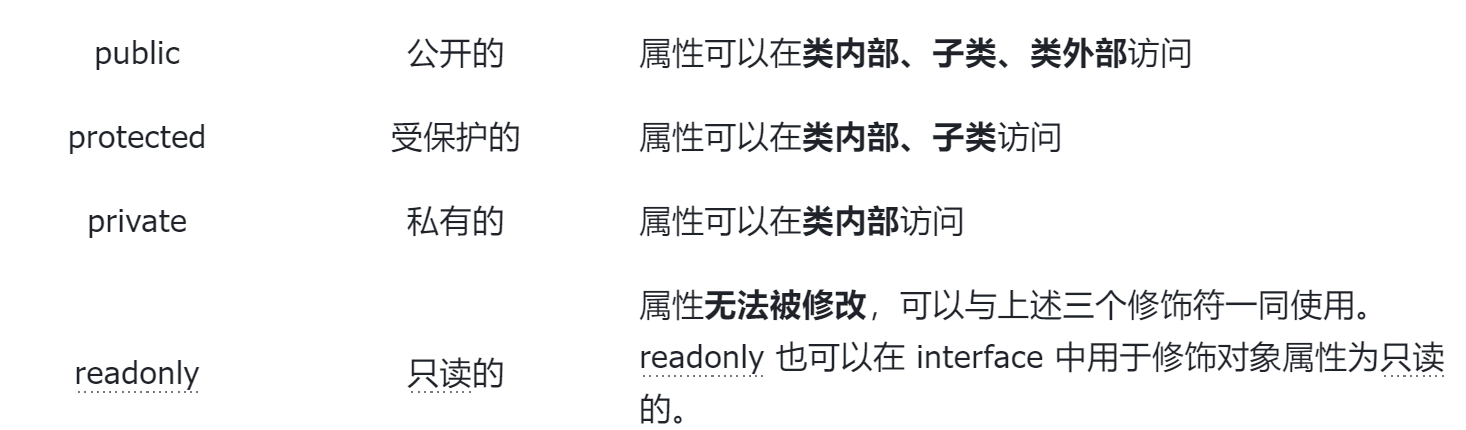 public 公开的 属性可以在类内部、子类、类外部访问
protected 受保护的 属性可以在类内部、子类访问
private 私有的 属性可以在类内部访问
属性无法被修改，可以与上述三个修饰符一同使用。
readonly 只读的 readonly 也可以在 interface 中用于修饰对象属性为只读
的。